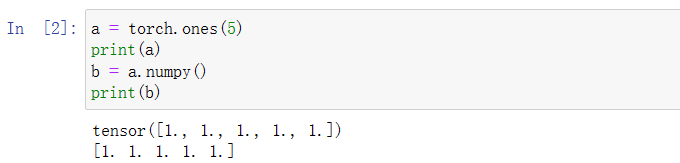 In [2]: a = torch.ones(5)
print(a)
b = a.numpy()
print(b)
tensor([1., 1., 1., 1., 1.])
[1. 1. 1. 1. 1.]